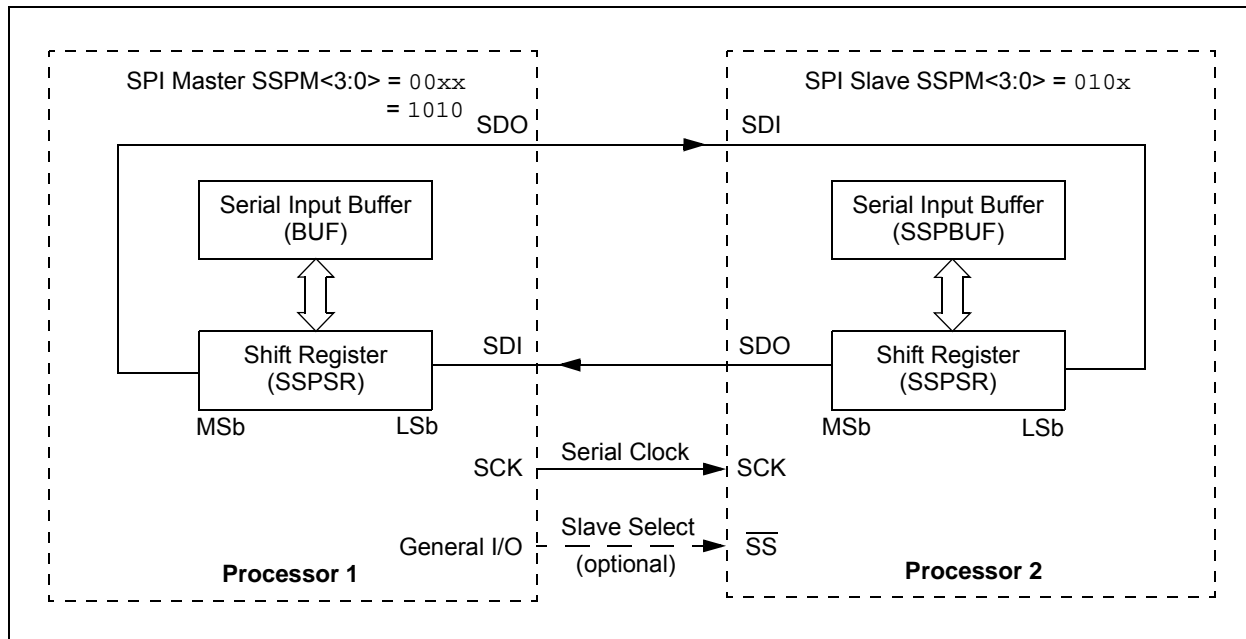 SPI Master SSPM<3:0> = 00xx
= 1010
SDO
Serial Input Buffer
(BUF)
Shift Register
(SSPSR)
MSb
LSb
SDI
SCK
General I/O
Processor 1
Serial Clock
Slave Select
(optional)
SPI Slave SSPM<3:0> = 010x
SDI
Serial Input Buffer
(SSPBUF)
SDO
Shift Register
(SSPSR)
MSb
LSb
SCK
SS
Processor 2